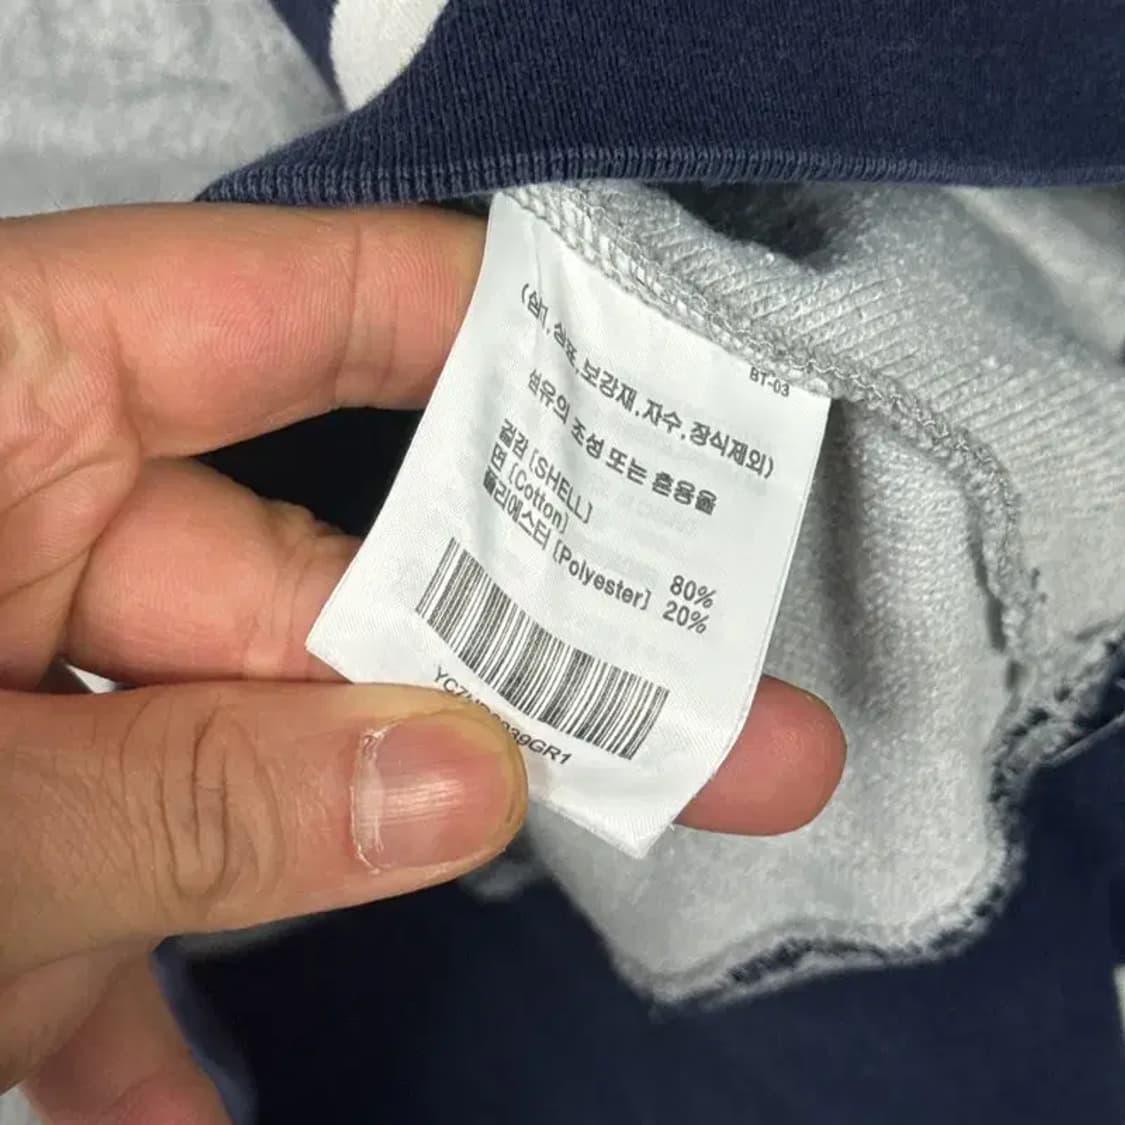 BT-03
(심지,심포,보강재,자수,장식제외)
섬유의 조성 또는 혼용율
겉감 [SHELL]
면 [Cotton] 80%
폴리에스터 [Polyester] 20%